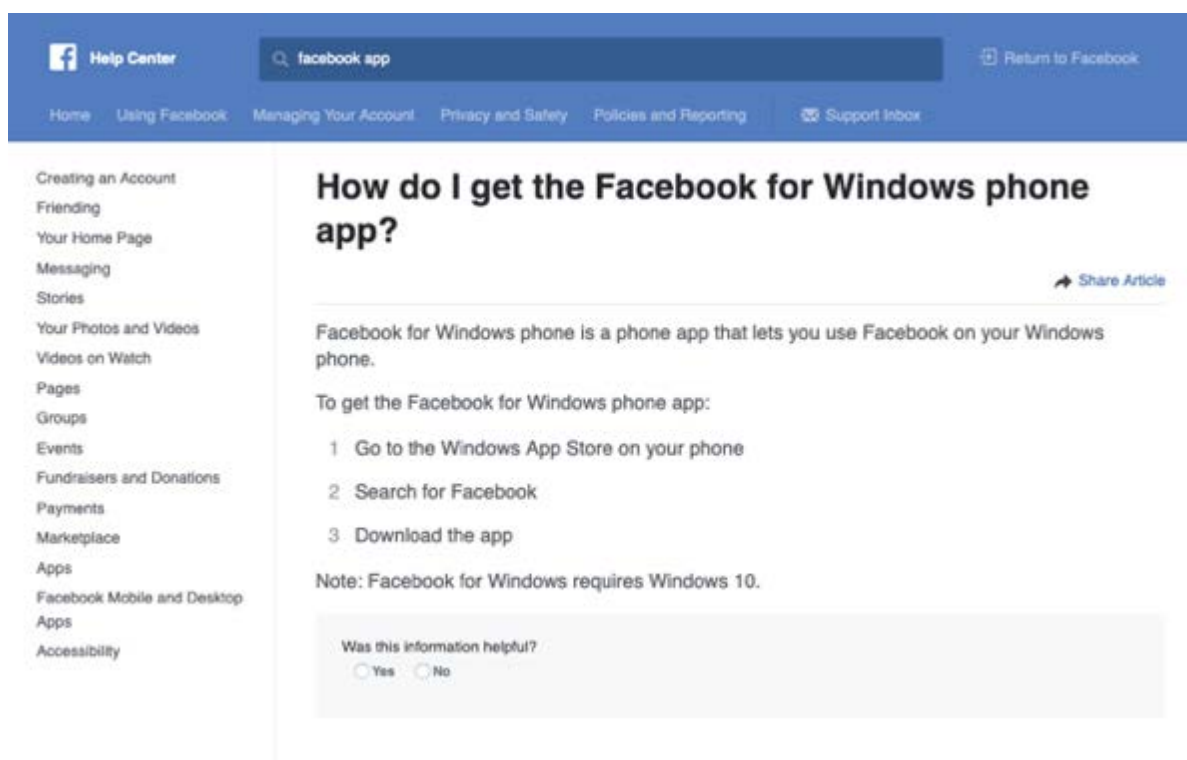 Help Center
facebook app
Return to Facebook
Home Using Facebook Managing Your Account Privacy and Safety Policies and Reporting Support Inbox
Creating an Account
Friending
Your Home Page
Messaging
Stories
Your Photos and Videos
Videos on Watch
Pages
Groups
Events
Fundraisers and Donations
Payments
Marketplace
Apps
Facebook Mobile and Desktop
Apps
Accessibility
How do I get the Facebook for Windows phone
app?
Share Article
Facebook for Windows phone is a phone app that lets you use Facebook on your Windows
phone.
To get the Facebook for Windows phone app:
1 Go to the Windows App Store on your phone
2 Search for Facebook
3 Download the app
Note: Facebook for Windows requires Windows 10.
Was this information helpful?
Yes No